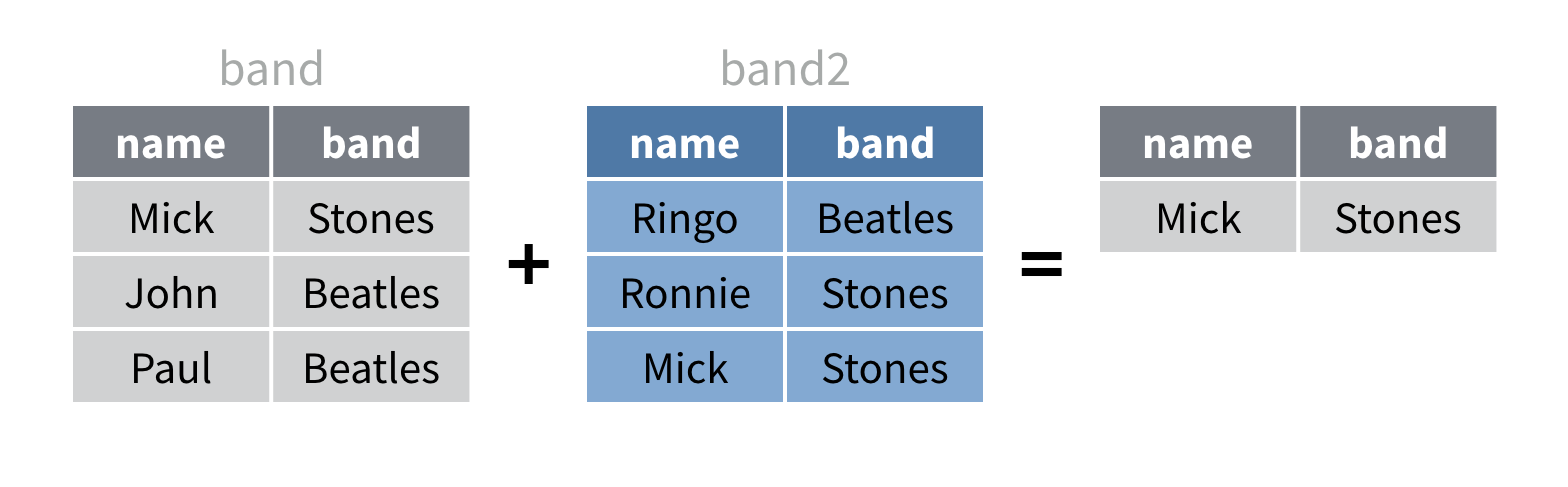 band
name band
Mick Stones
John Beatles
Paul Beatles
+
band2
name band
Ringo Beatles
Ronnie Stones
Mick Stones
=
name band
Mick Stones